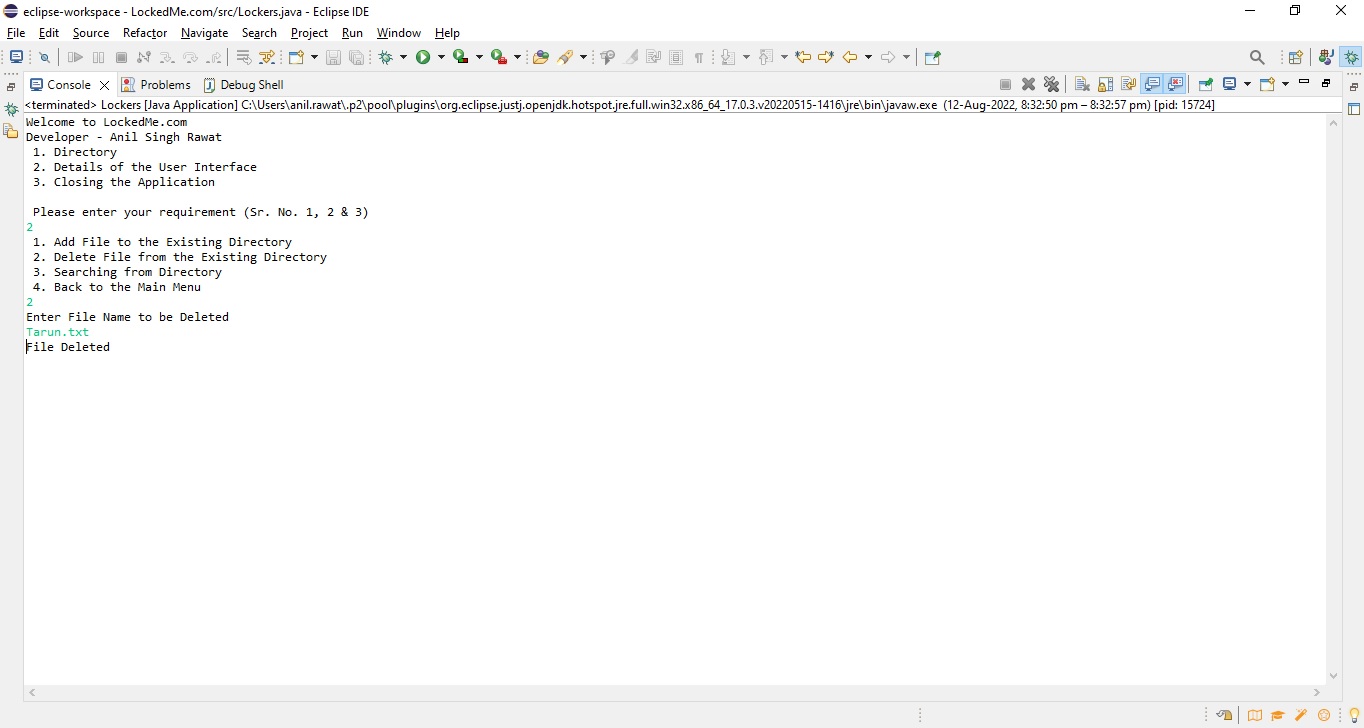 eclipse-workspace - LockedMe.com/src/Lockers.java - Eclipse IDE
File Edit Source Refactor Navigate Search Project Run Window Help
Console Problems Debug Shell
<terminated> Lockers [Java Application] C:\Users\anil.rawat\.p2\pool\plugins\org.eclipse.justj.openjdk.hotspot.jre.full.win32.x86_64_17.0.3.v20220515-1416\jre\bin\javaw.exe (12-Aug-2022, 8:32:50 pm – 8:32:57 pm) [pid: 15724]
Welcome to LockedMe.com
Developer - Anil Singh Rawat
1. Directory
2. Details of the User Interface
3. Closing the Application
Please enter your requirement (Sr. No. 1, 2 & 3)
2
1. Add File to the Existing Directory
2. Delete File from the Existing Directory
3. Searching from Directory
4. Back to the Main Menu
2
Enter File Name to be Deleted
Tarun.txt
File Deleted